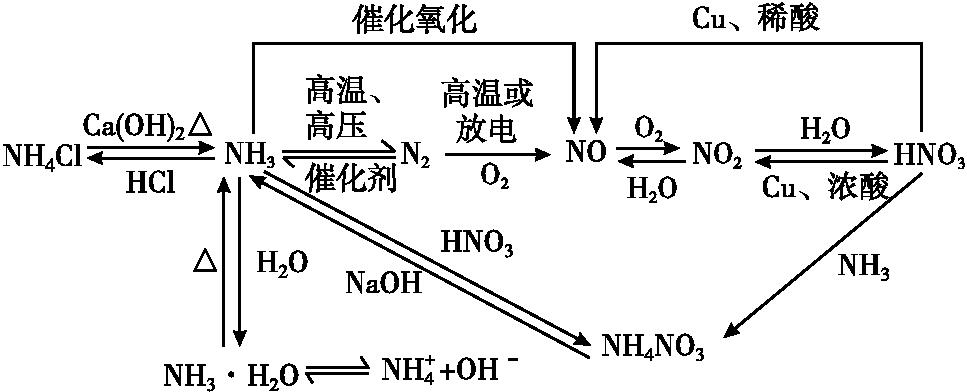 催化氧化
Cu、稀酸
高温、
高压
高温或
放电
Ca(OH)₂△
O₂
H₂O
NH₄Cl
NH₃
N₂
NO
NO₂
HNO₃
HCl
催化剂
O₂
H₂O
Cu、浓酸
HNO₃
NaOH
△
H₂O
NH₃
NH₄NO₃
NH₃·H₂O⇌NH₄⁺+OH⁻